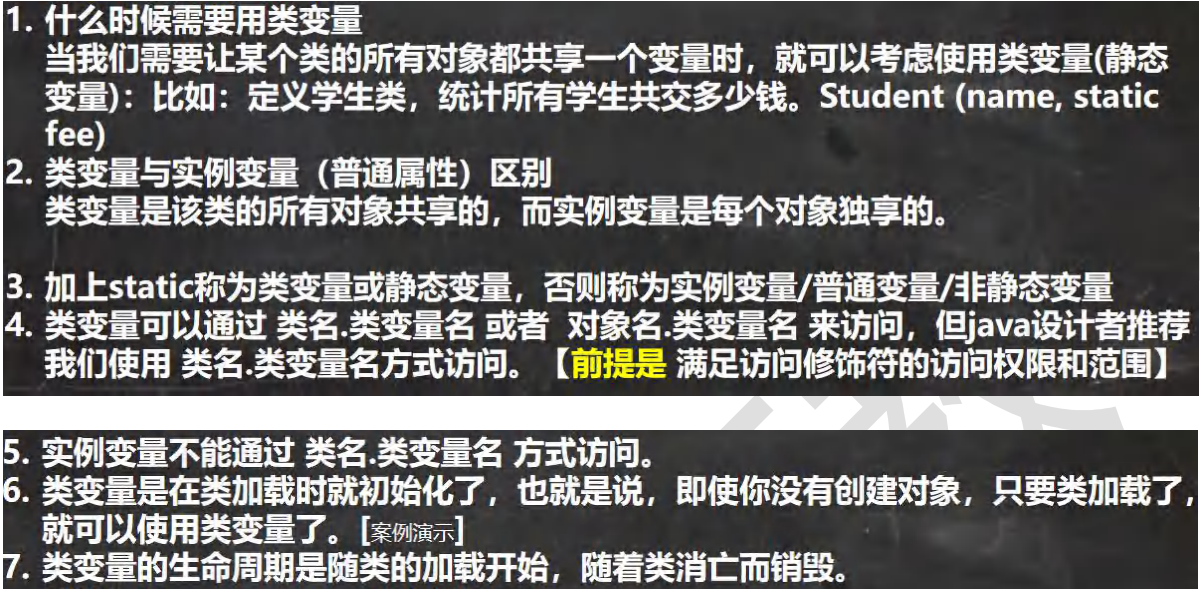 1. 什么时候需要用类变量
当我们需要让某个类的所有对象都共享一个变量时，就可以考虑使用类变量(静态
变量)：比如：定义学生类，统计所有学生共交多少钱。Student (name, static
fee)
2. 类变量与实例变量（普通属性）区别
类变量是该类的所有对象共享的，而实例变量是每个对象独享的。
3. 加上static称为类变量或静态变量，否则称为实例变量/普通变量/非静态变量
4. 类变量可以通过 类名.类变量名 或者 对象名.类变量名 来访问，但java设计者推荐
我们使用 类名.类变量名方式访问。【前提是 满足访问修饰符的访问权限和范围】
5. 实例变量不能通过 类名.类变量名 方式访问。
6. 类变量是在类加载时就初始化了，也就是说，即使你没有创建对象，只要类加载了，
就可以使用类变量了。[案例演示]
7. 类变量的生命周期是随类的加载开始，随着类消亡而销毁。